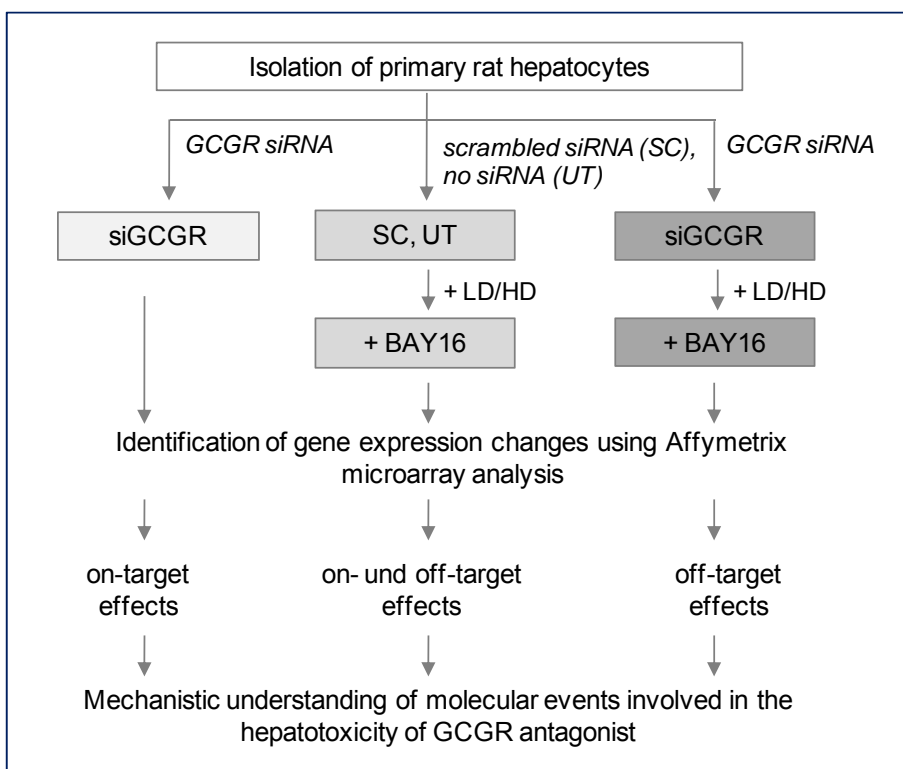 Isolation of primary rat hepatocytes
GCGR siRNA
scrambled siRNA (SC),
no siRNA (UT)
GCGR siRNA
siGCGR
SC, UT
siGCGR
+ LD/HD
+ LD/HD
+ BAY16
+ BAY16
Identification of gene expression changes using Affymetrix
microarray analysis
on-target
effects
on- und off-target
effects
off-target
effects
Mechanistic understanding of molecular events involved in the
hepatotoxicity of GCGR antagonist